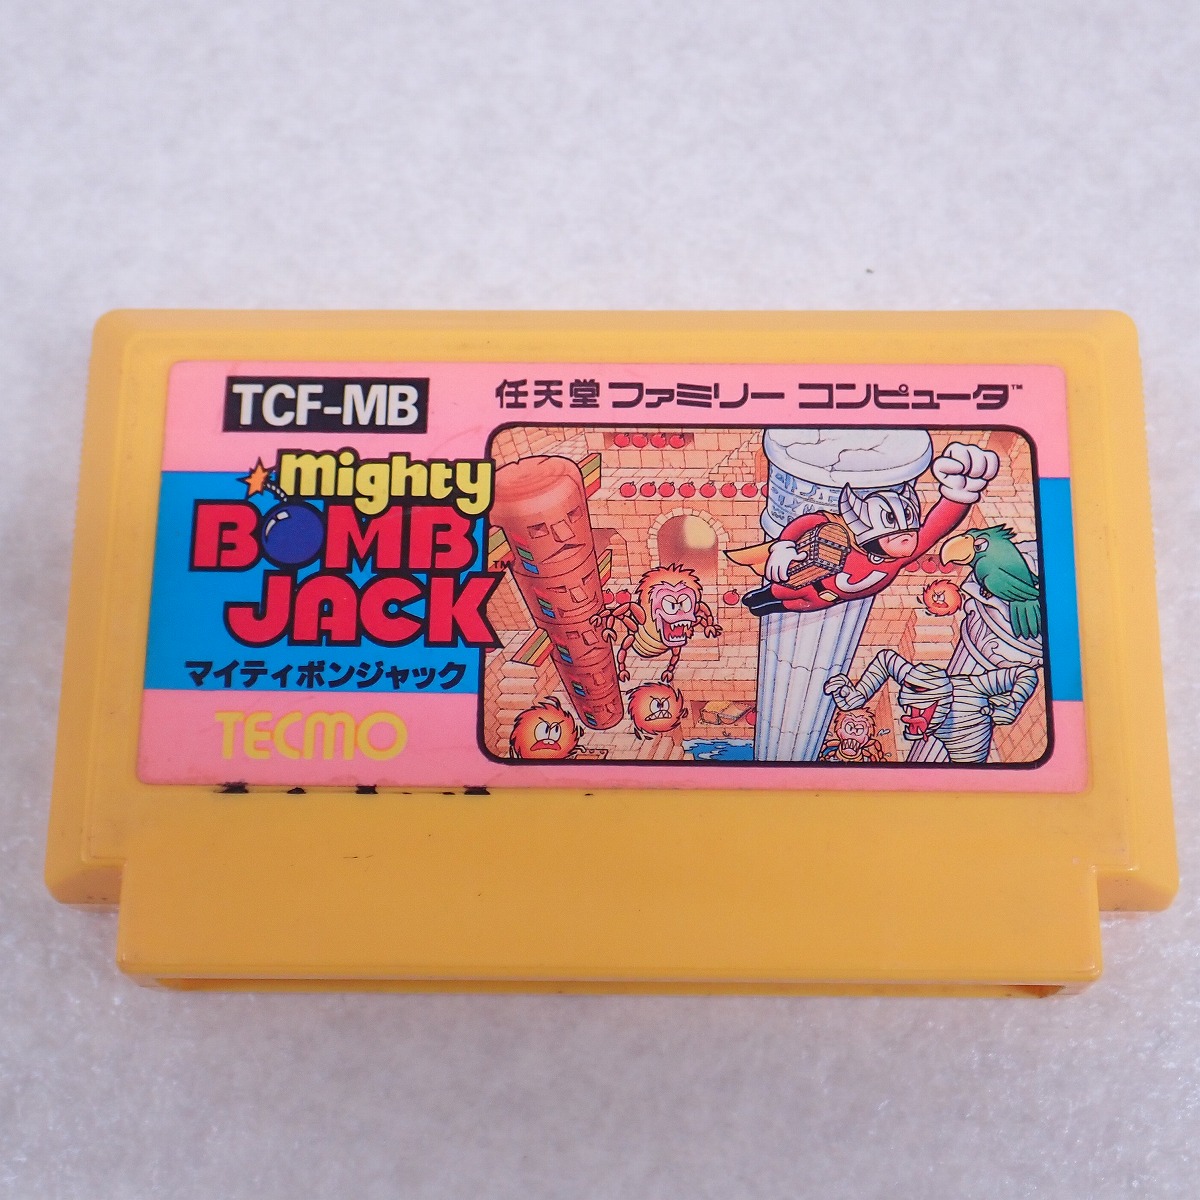 TCF-MB
任天堂 ファミリー コンピュータ™
mighty
BOMB
JACK™
マイティボンジャック
TECMO